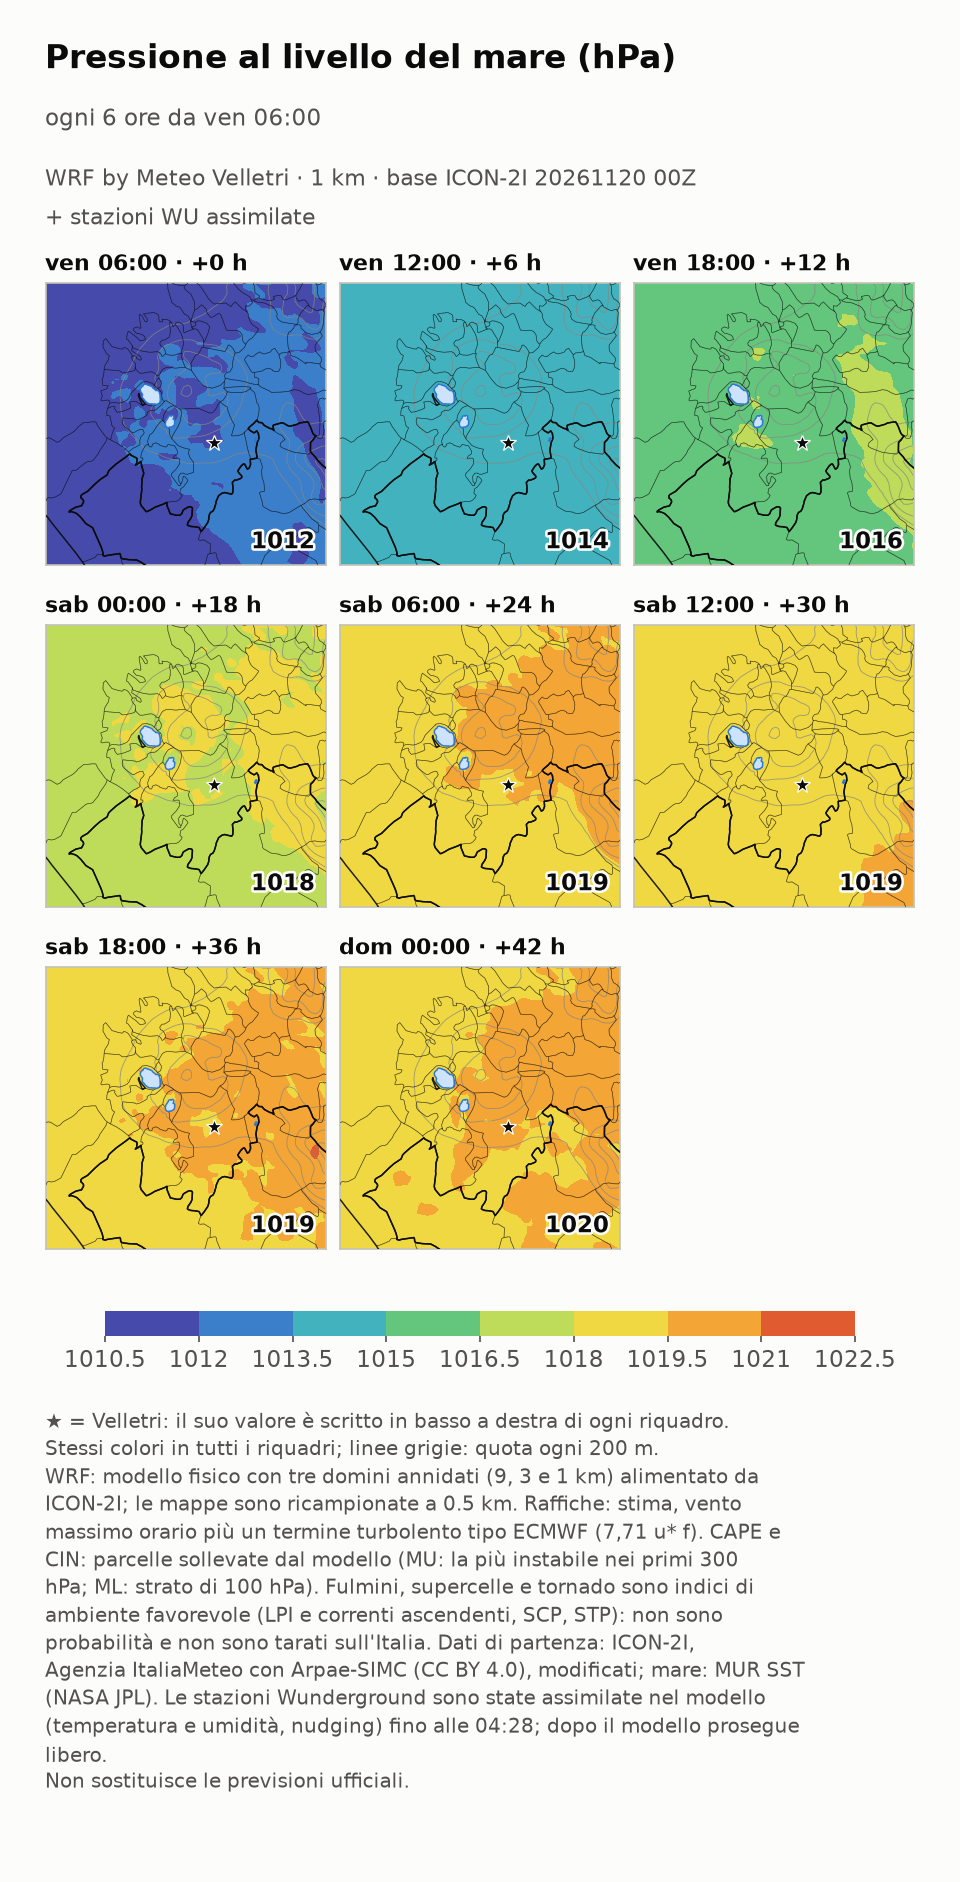 Pressione al livello del mare (hPa)
ogni 6 ore da ven 06:00
WRF by Meteo Velletri · 1 km · base ICON-2I 20261120 00Z
+ stazioni WU assimilate
ven 06:00 · +0 h
ven 12:00 · +6 h
ven 18:00 · +12 h
1012
1014
1016
sab 00:00 · +18 h
sab 06:00 · +24 h
sab 12:00 · +30 h
1018
1019
1019
sab 18:00 · +36 h
dom 00:00 · +42 h
1019
1020
1010.5 1012 1013.5 1015 1016.5 1018 1019.5 1021 1022.5
★ = Velletri: il suo valore è scritto in basso a destra di ogni riquadro.
Stessi colori in tutti i riquadri; linee grigie: quota ogni 200 m.
WRF: modello fisico con tre domini annidati (9, 3 e 1 km) alimentato da
ICON-2I; le mappe sono ricampionate a 0.5 km. Raffiche: stima, vento
massimo orario più un termine turbolento tipo ECMWF (7,71 u* f). CAPE e
CIN: parcelle sollevate dal modello (MU: la più instabile nei primi 300
hPa; ML: strato di 100 hPa). Fulmini, supercelle e tornado sono indici di
ambiente favorevole (LPI e correnti ascendenti, SCP, STP): non sono
probabilità e non sono tarati sull'Italia. Dati di partenza: ICON-2I,
Agenzia ItaliaMeteo con Arpae-SIMC (CC BY 4.0), modificati; mare: MUR SST
(NASA JPL). Le stazioni Wunderground sono state assimilate nel modello
(temperatura e umidità, nudging) fino alle 04:28; dopo il modello prosegue
libero.
Non sostituisce le previsioni ufficiali.